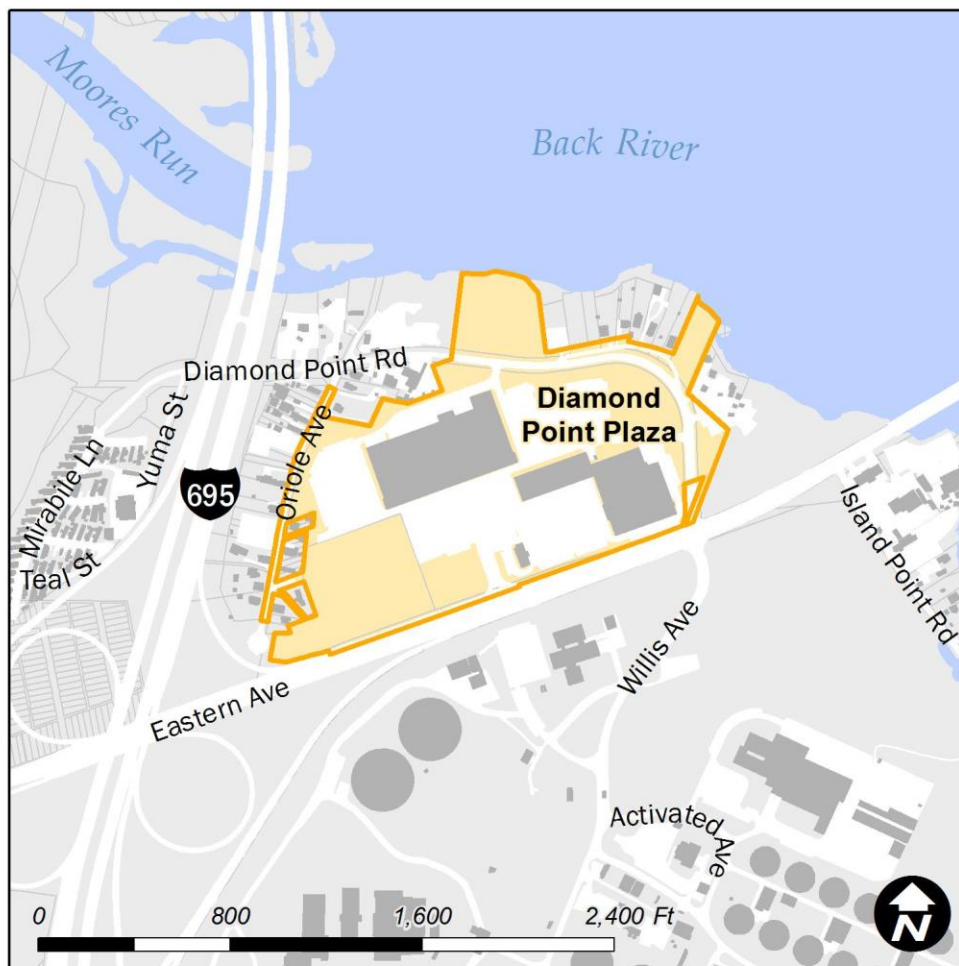 Moores Run
Back River
Diamond Point Rd
Diamond
Point Plaza
Oriole Ave
Yuma St
Mirabile Ln
695
Teal St
Island Point Rd
Willis Ave
Eastern Ave
Activated Ave
0 800 1,600 2,400 Ft
N